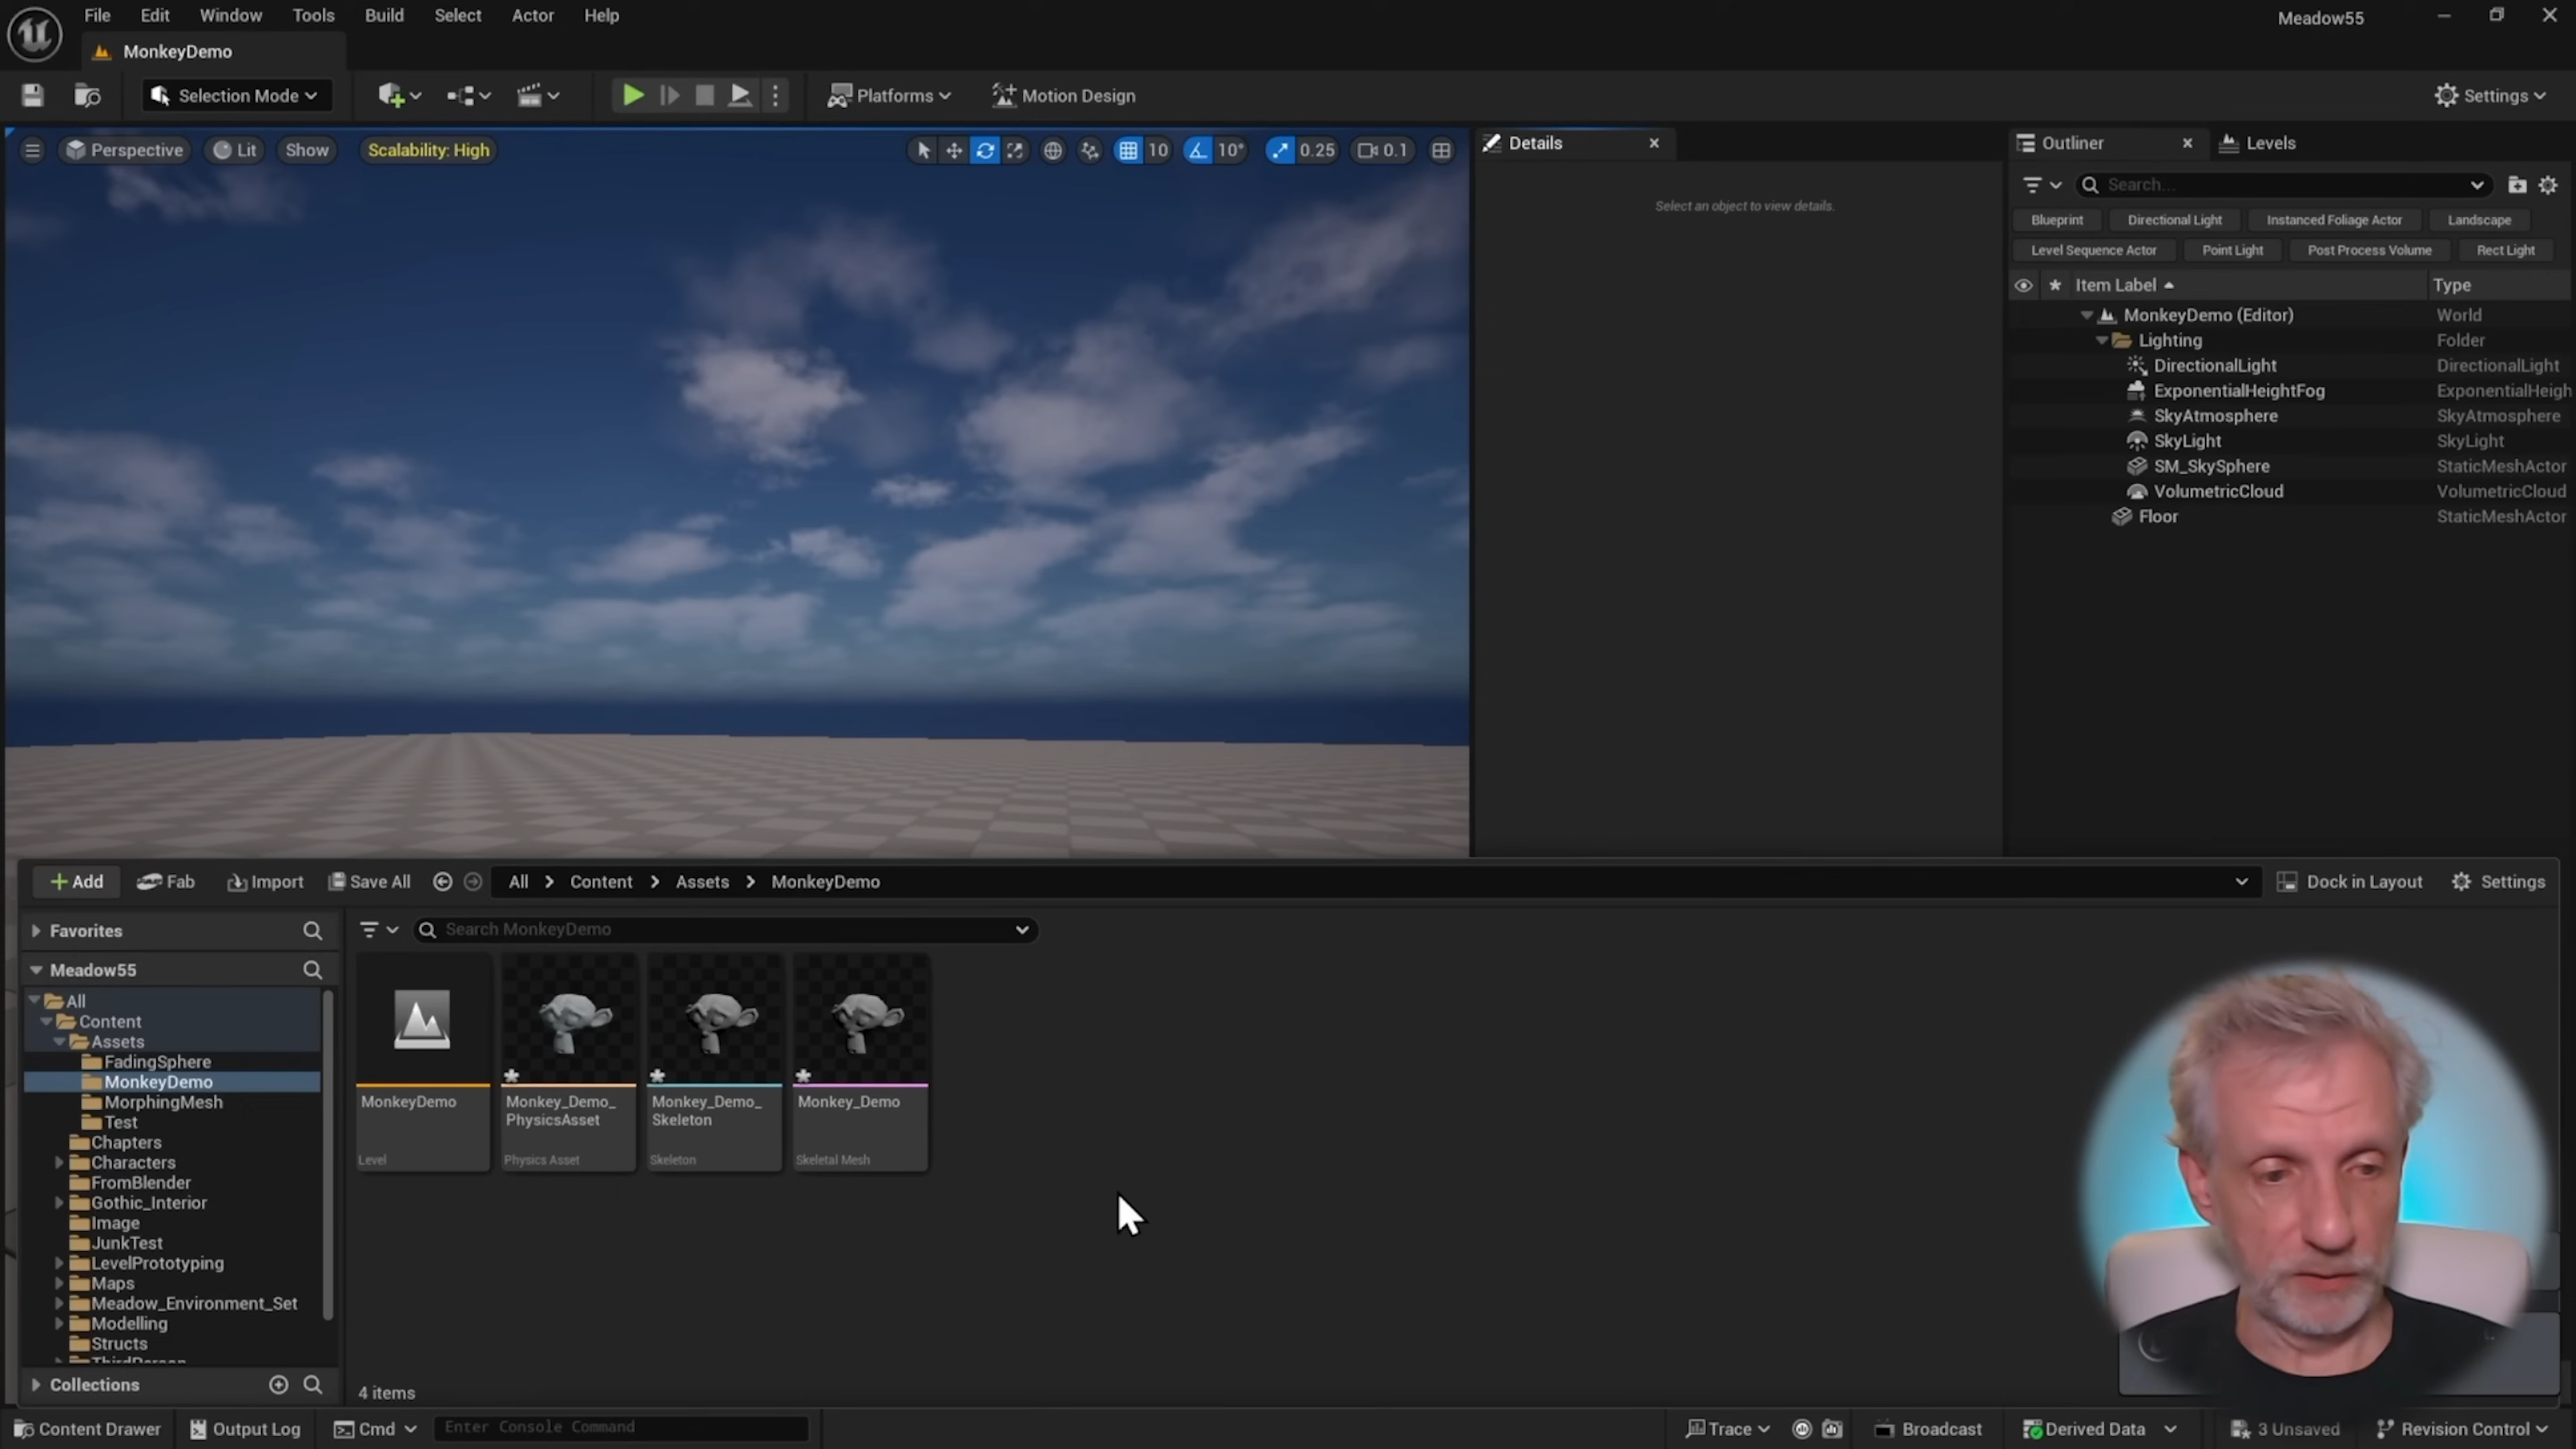 File Edit Window Tools Build Select Actor Help
Meadow55
MonkeyDemo
Selection Mode
Platforms
Motion Design
Settings
Perspective
Lit
Show
Scalability: High
10
10°
0.25
0.1
Details
Select an object to view details.
Outliner
Levels
Search...
Blueprint
Directional Light
Instanced Foliage Actor
Landscape
Level Sequence Actor
Point Light
Post Process Volume
Rect Light
Item Label
Type
MonkeyDemo (Editor) World
Lighting Folder
DirectionalLight DirectionalLight
ExponentialHeightFog ExponentialHeigh
SkyAtmosphere SkyAtmosphere
SkyLight SkyLight
SM_SkySphere StaticMeshActor
VolumetricCloud VolumetricCloud
Floor StaticMeshActor
Add
Fab
Import
Save All
All > Content > Assets > MonkeyDemo
Dock in Layout
Settings
Favorites
Search MonkeyDemo
Meadow55
All
Content
Assets
FadingSphere
MonkeyDemo
MorphingMesh
Test
Chapters
Characters
FromBlender
Gothic_Interior
Image
JunkTest
LevelPrototyping
Maps
Meadow_Environment_Set
Modelling
Structs
ThirdPerson
Collections
MonkeyDemo
Level
Monkey_Demo_
PhysicsAsset
Physics Asset
Monkey_Demo_
Skeleton
Skeleton
Monkey_Demo
Skeletal Mesh
4 items
Content Drawer
Output Log
Cmd
Enter Console Command
Trace
Broadcast
Derived Data
3 Unsaved
Revision Control